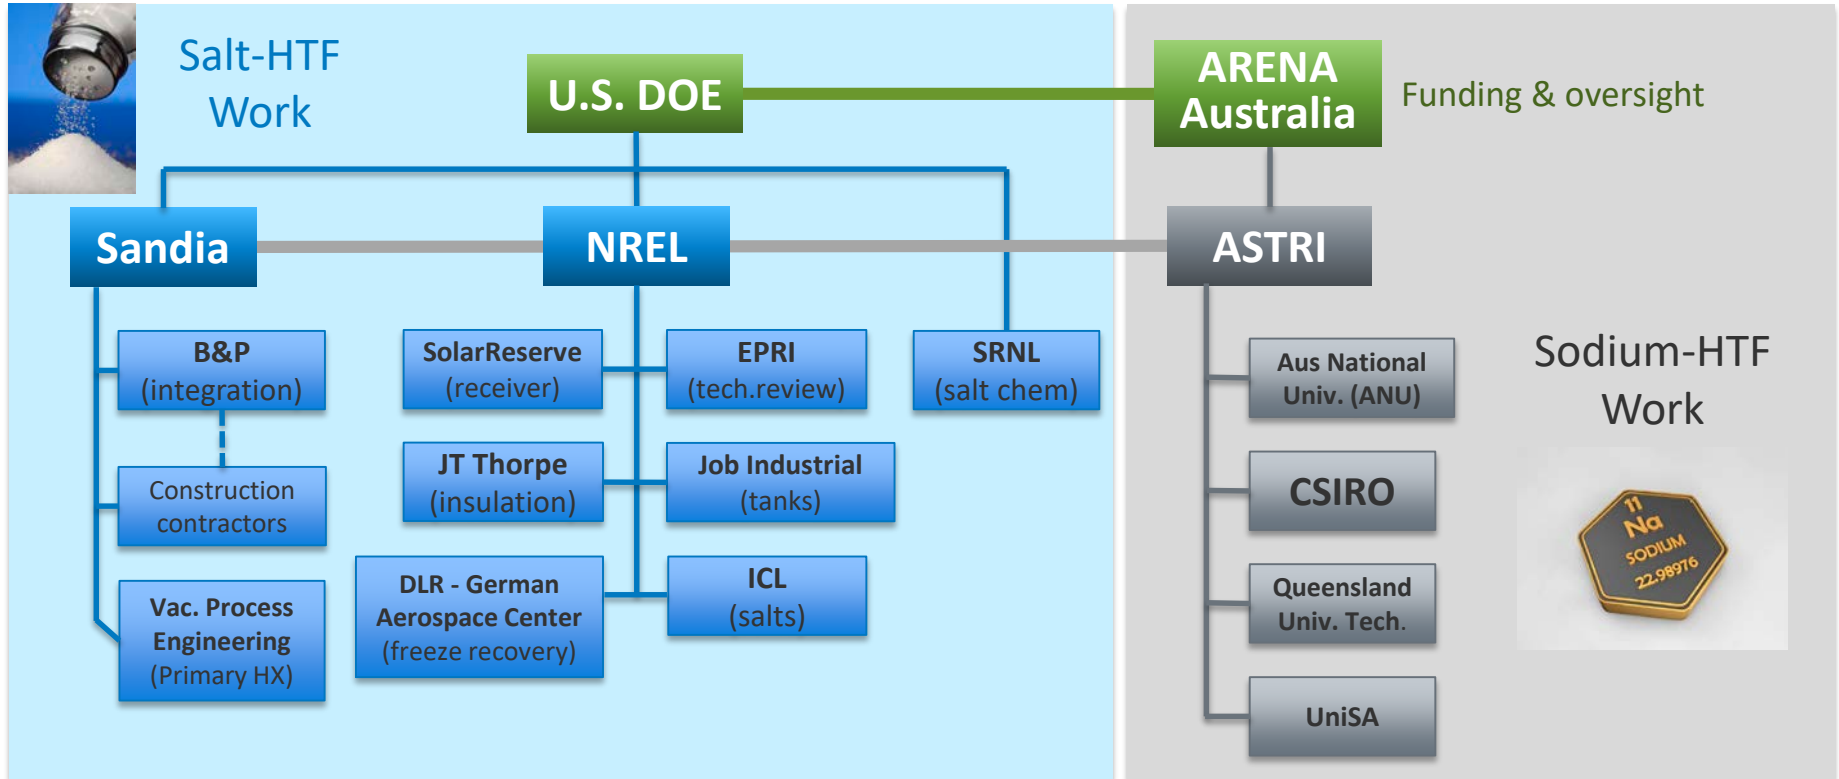 Salt-HTF
Work
U.S. DOE
ARENA
Australia
Funding & oversight
Sandia
NREL
ASTRI
B&P
(integration)
Construction
contractors
Vac. Process
Engineering
(Primary HX)
SolarReserve
(receiver)
EPRI
(tech.review)
SRNL
(salt chem)
JT Thorpe
(insulation)
Job Industrial
(tanks)
DLR - German
Aerospace Center
(freeze recovery)
ICL
(salts)
Aus National
Univ. (ANU)
CSIRO
Queensland
Univ. Tech.
UniSA
Sodium-HTF
Work
11
Na
SODIUM
22.98976